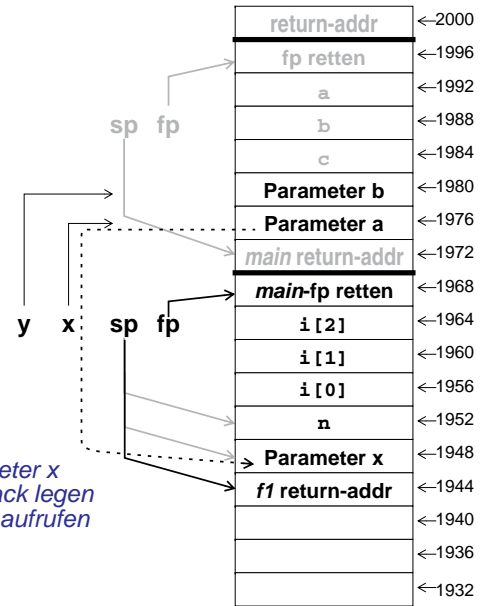 return-addr ←2000
fp retten ←1996
a ←1992
sp fp b ←1988
c ←1984
Parameter b ←1980
Parameter a ←1976
main return-addr ←1972
main-fp retten ←1968
y x sp fp i[2] ←1964
i[1] ←1960
i[0] ←1956
n ←1952
Parameter x ←1948
f1 return-addr ←1944
←1940
←1936
←1932
eter x
ack legen
aufrufen